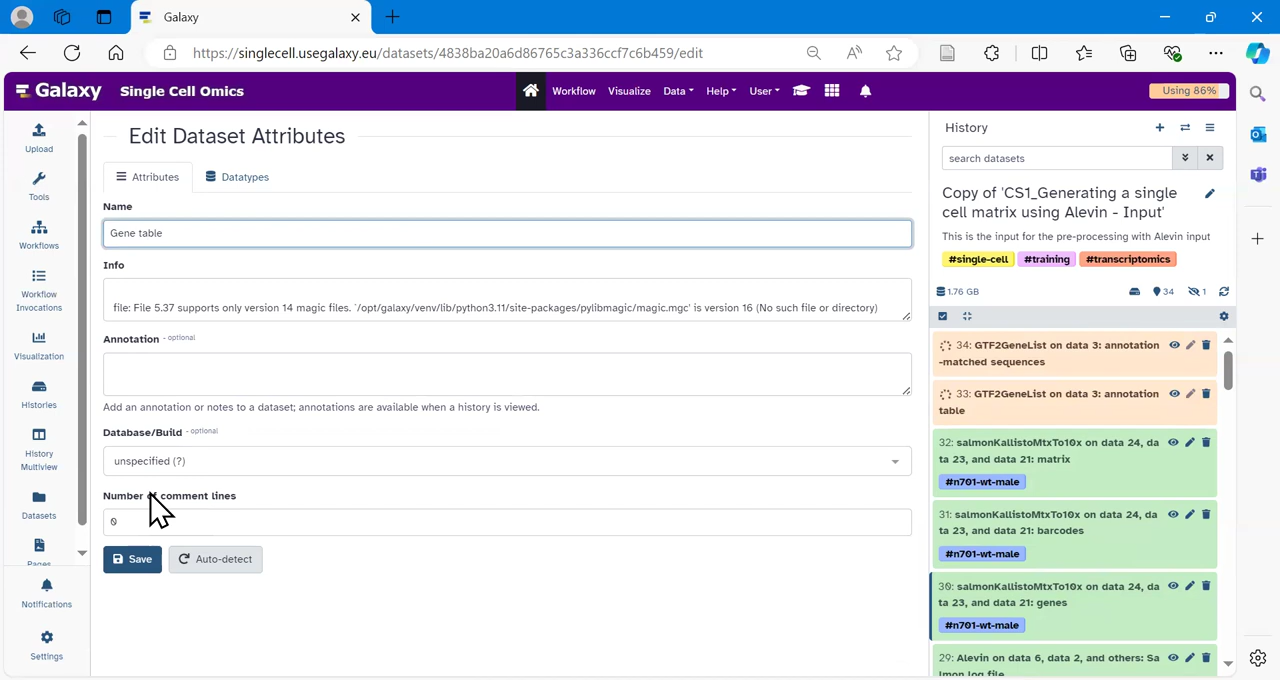 Galaxy
https://singlecell.usegalaxy.eu/datasets/4838ba20a6d86765c3a336ccf7c6b459/edit
Galaxy Single Cell Omics
Workflow Visualize Data Help User
Using 86%
Upload
Tools
Workflows
Workflow
Invocations
Visualization
Histories
History
Multiview
Datasets
Pages
Notifications
Settings
Edit Dataset Attributes
Attributes Datatypes
Name
Gene table
Info
file: File 5.37 supports only version 14 magic files. `/opt/galaxy/venv/lib/python3.11/site-packages/pylibmagic/magic.mgc' is version 16 (No such file or directory)
Annotation - optional
Add an annotation or notes to a dataset; annotations are available when a history is viewed.
Database/Build - optional
unspecified (?)
Number of comment lines
0
Save Auto-detect
History
search datasets
Copy of 'CS1_Generating a single
cell matrix using Alevin - Input'
This is the input for the pre-processing with Alevin input
#single-cell #training #transcriptomics
1.76 GB 34 1
34: GTF2GeneList on data 3: annotation
-matched sequences
33: GTF2GeneList on data 3: annotation
table
32: salmonKallistoMtxTo10x on data 24, da
ta 23, and data 21: matrix
#n701-wt-male
31: salmonKallistoMtxTo10x on data 24, da
ta 23, and data 21: barcodes
#n701-wt-male
30: salmonKallistoMtxTo10x on data 24, da
ta 23, and data 21: genes
#n701-wt-male
29: Alevin on data 6, data 2, and others: Sa
lmon log file